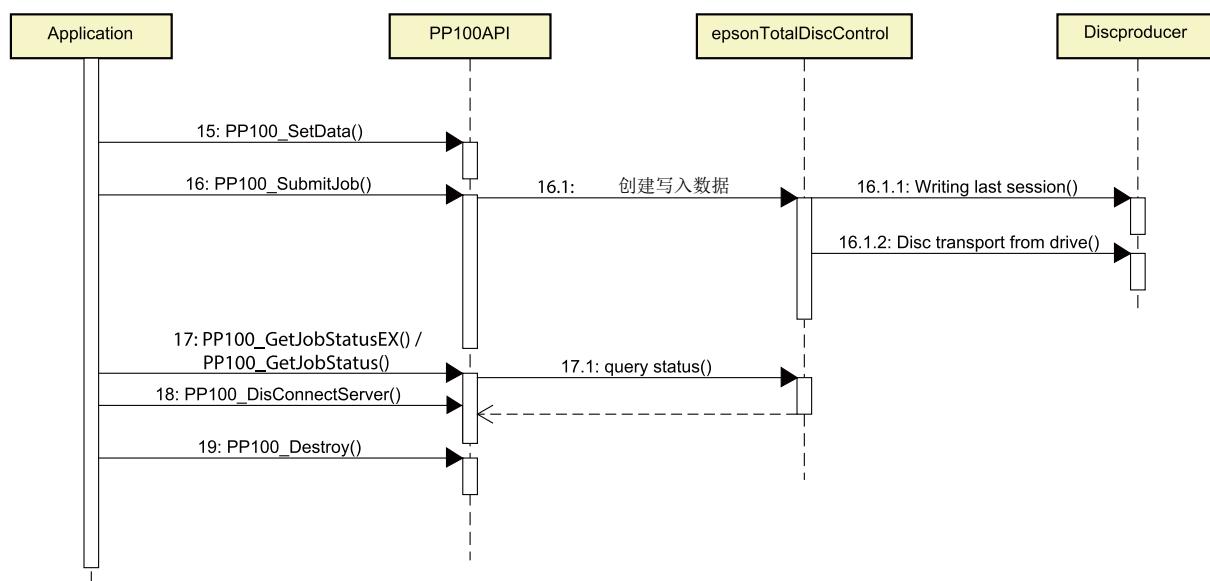 Application
PP100API
epsonTotalDiscControl
Discproducer
15: PP100_SetData()
16: PP100_SubmitJob()
16.1: 创建写入数据
16.1.1: Writing last session()
16.1.2: Disc transport from drive()
17: PP100_GetJobStatusEX() /
PP100_GetJobStatus()
17.1: query status()
18: PP100_DisConnectServer()
19: PP100_Destroy()